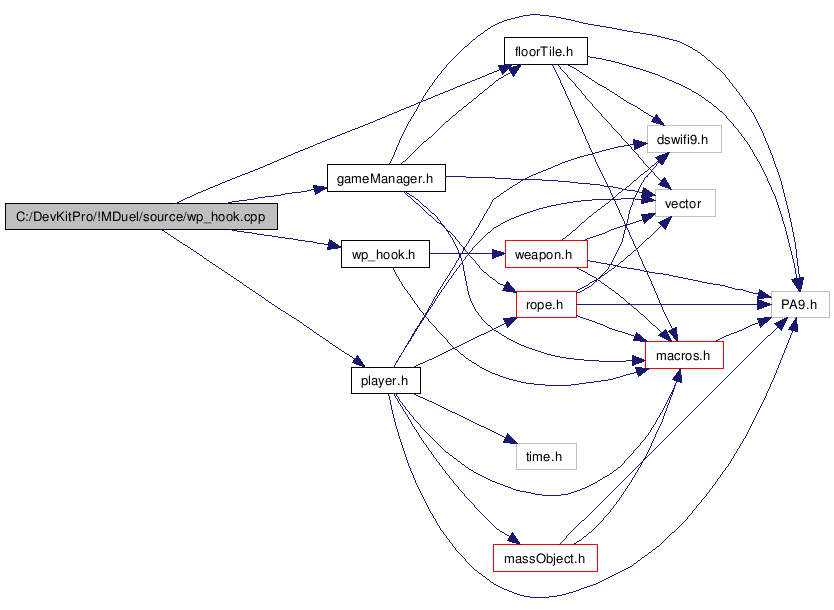 floorTile.h
dswifi9.h
gameManager.h
vector
C:/DevKitPro/!MDuel/source/wp_hook.cpp
wp_hook.h
weapon.h
rope.h
PA9.h
macros.h
player.h
time.h
massObject.h